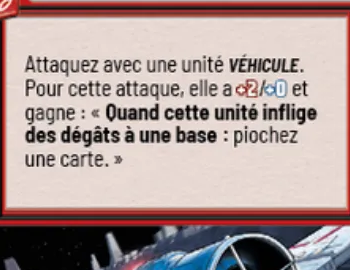 Attaquez avec une unité VÉHICULE.
Pour cette attaque, elle a +2/+0 et
gagne : « Quand cette unité inflige
des dégâts à une base : piochez
une carte. »